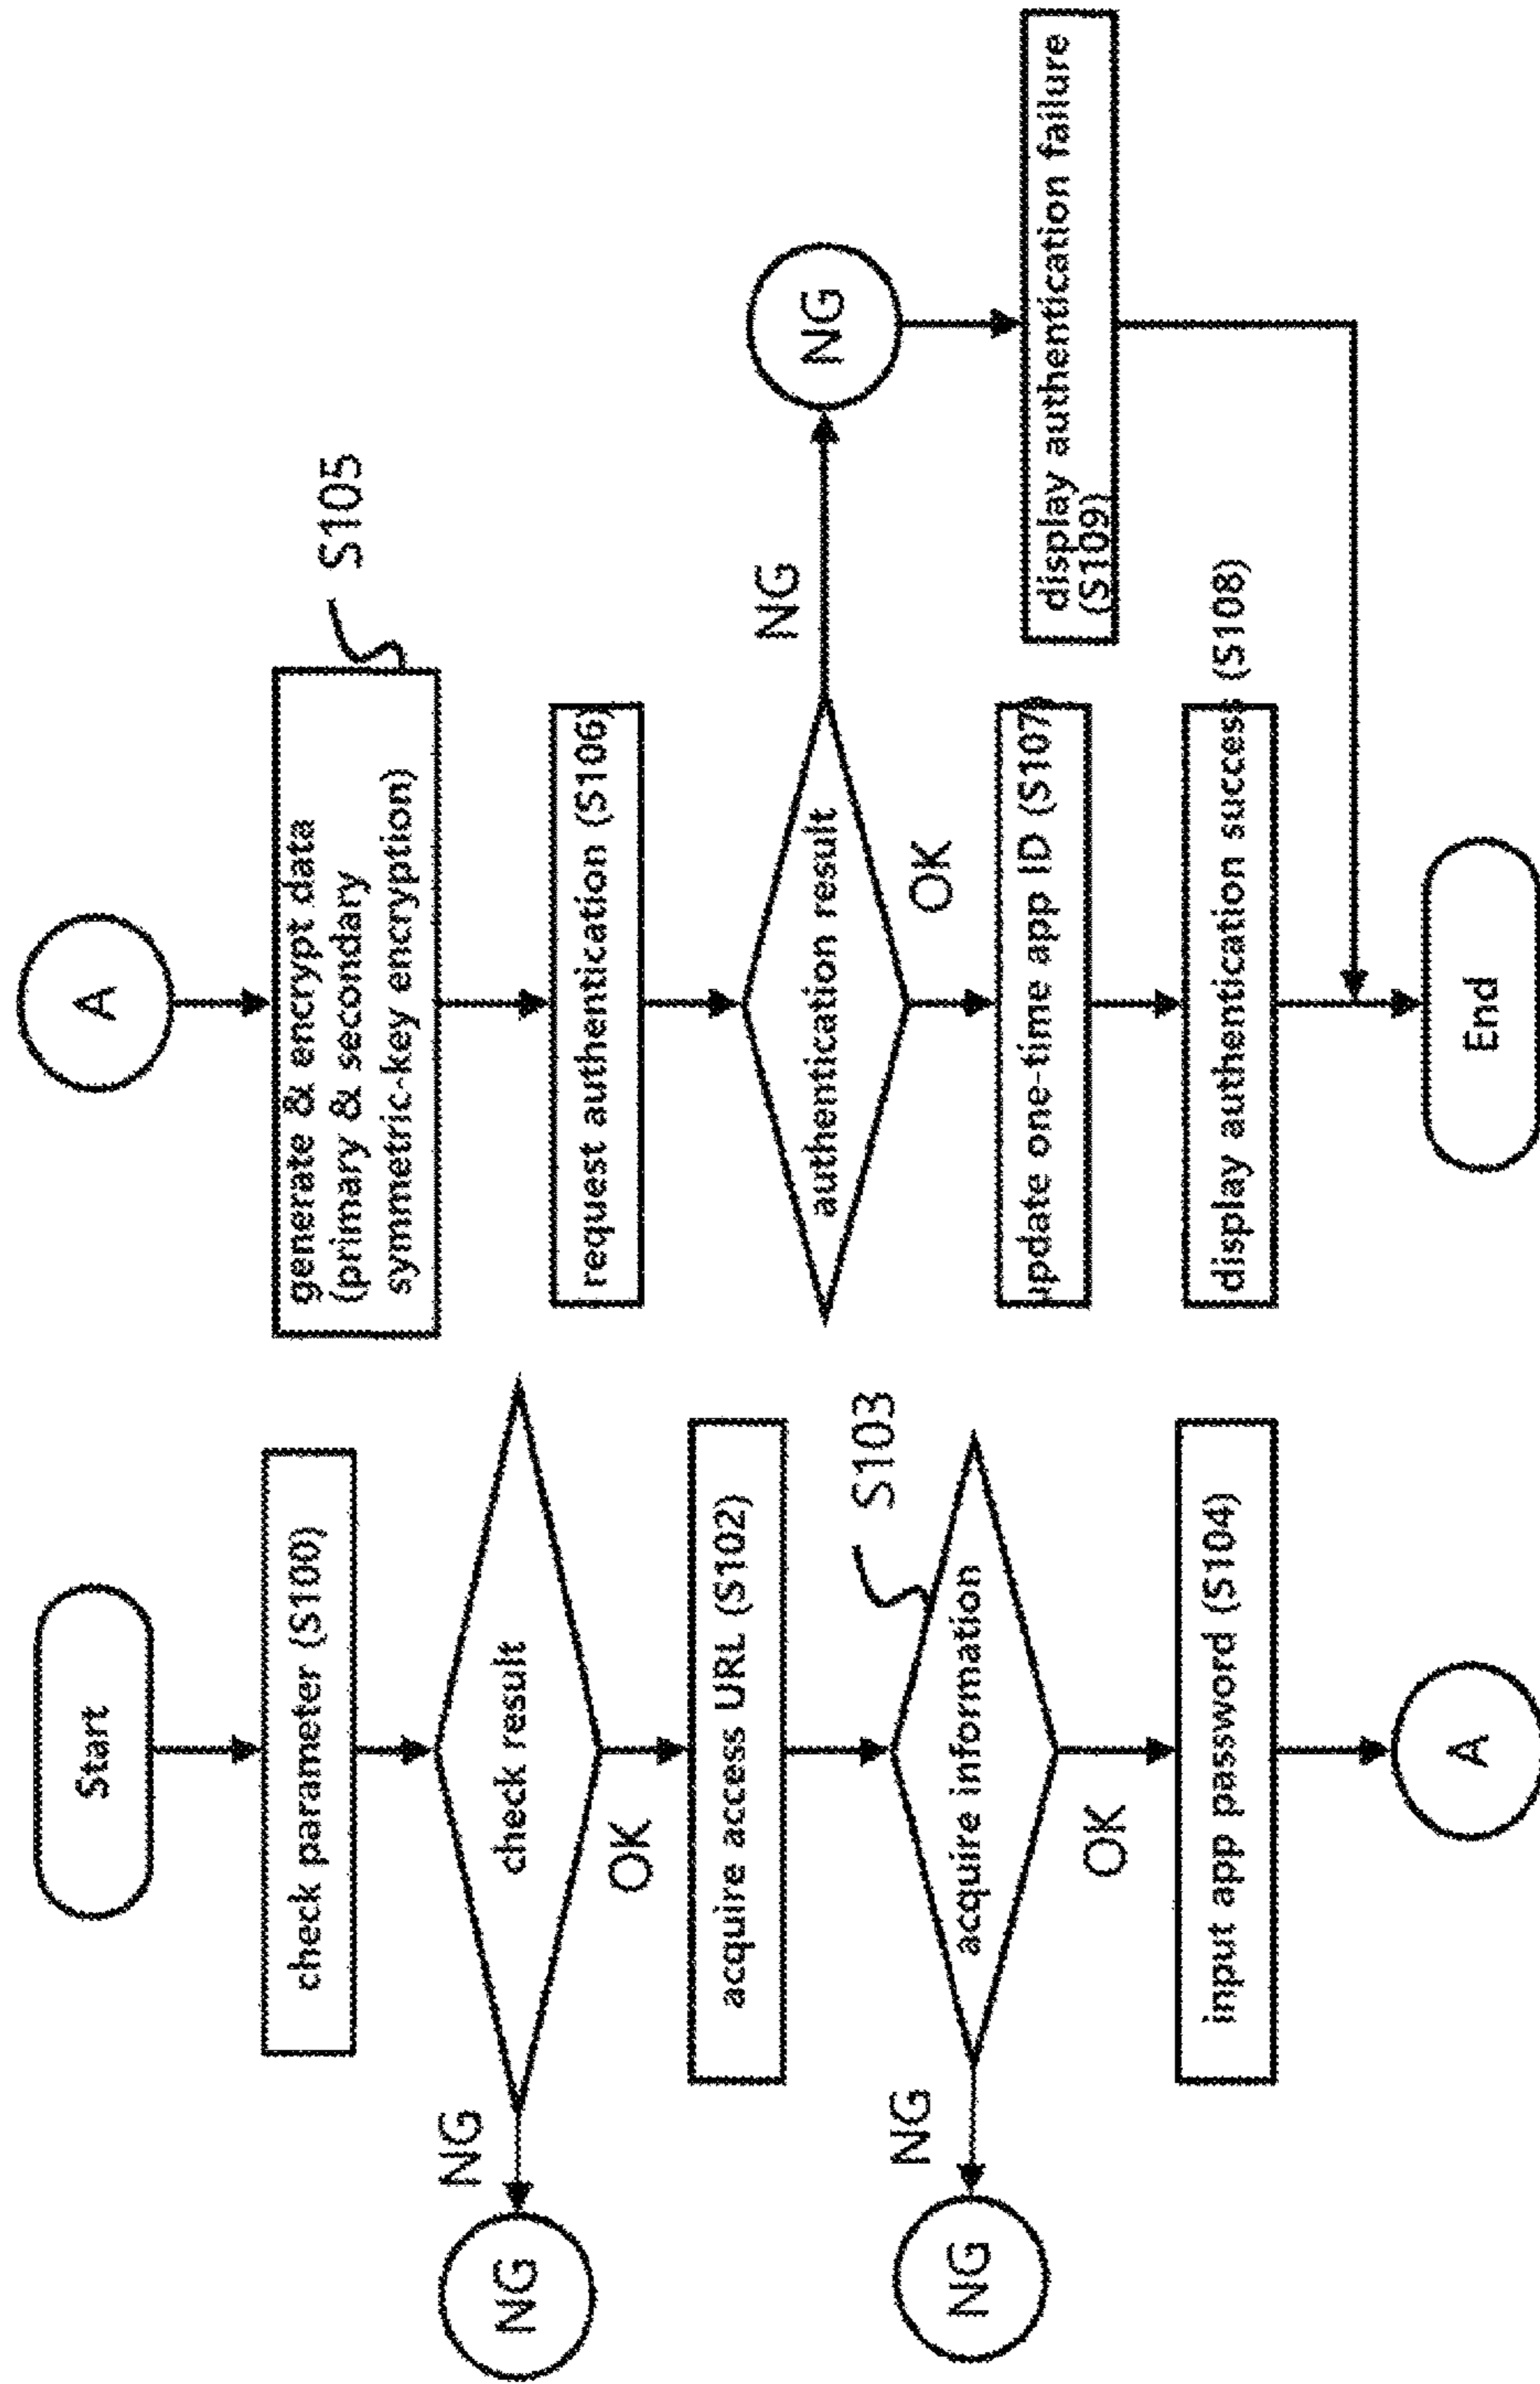 Start
check parameter (S100)
check result
NG
NG
OK
acquire access URL (S102)
S103
acquire information
NG
NG
OK
input app password (S104)
A
A
S105
generate & encrypt data
(primary & secondary
symmetric-key encryption)
request authentication (S106)
authentication result
NG
NG
OK
update one-time app ID (S107)
display authentication failure
(S109)
display authentication success (S108)
End